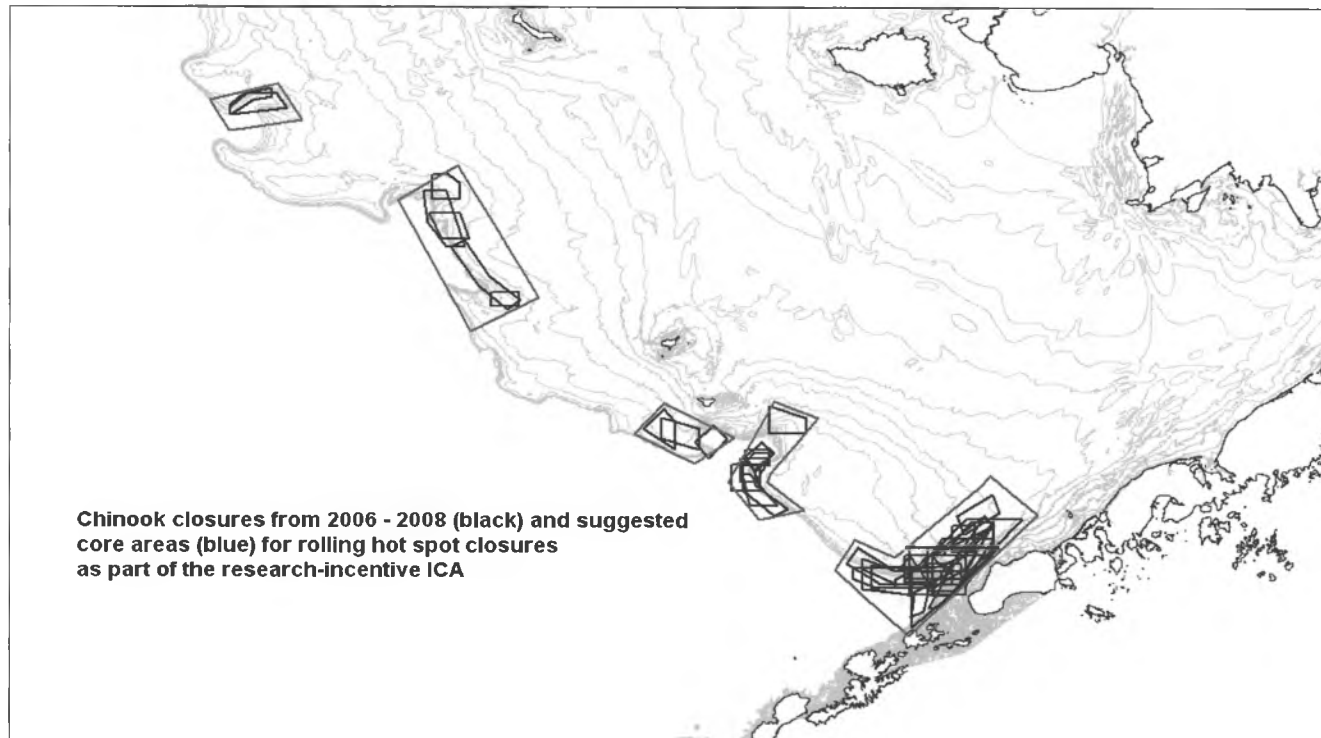 Chinook closures from 2006 - 2008 (black) and suggested
core areas (blue) for rolling hot spot closures
as part of the research-incentive ICA